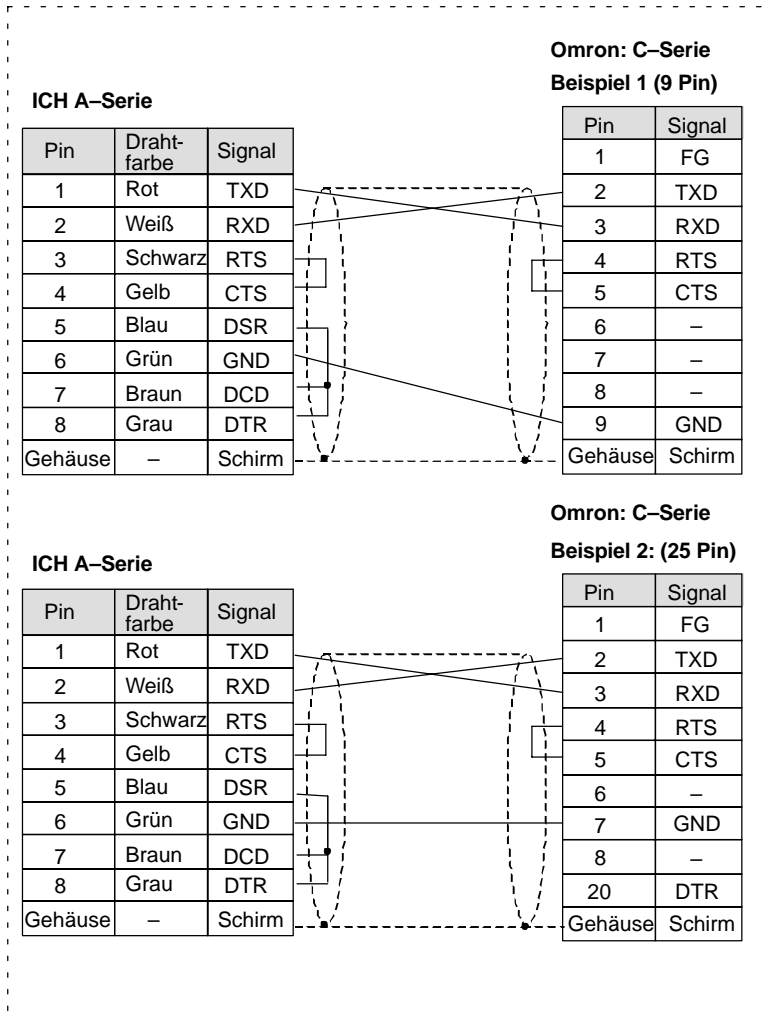 Omron: C–Serie
Beispiel 1 (9 Pin)
ICH A–Serie
Pin Draht-farbe Signal
1 Rot TXD
2 Weiß RXD
3 Schwarz RTS
4 Gelb CTS
5 Blau DSR
6 Grün GND
7 Braun DCD
8 Grau DTR
Gehäuse – Schirm
Pin Signal
1 FG
2 TXD
3 RXD
4 RTS
5 CTS
6 –
7 –
8 –
9 GND
Gehäuse Schirm
Omron: C–Serie
Beispiel 2: (25 Pin)
ICH A–Serie
Pin Draht-farbe Signal
1 Rot TXD
2 Weiß RXD
3 Schwarz RTS
4 Gelb CTS
5 Blau DSR
6 Grün GND
7 Braun DCD
8 Grau DTR
Gehäuse – Schirm
Pin Signal
1 FG
2 TXD
3 RXD
4 RTS
5 CTS
6 –
7 GND
8 –
20 DTR
Gehäuse Schirm